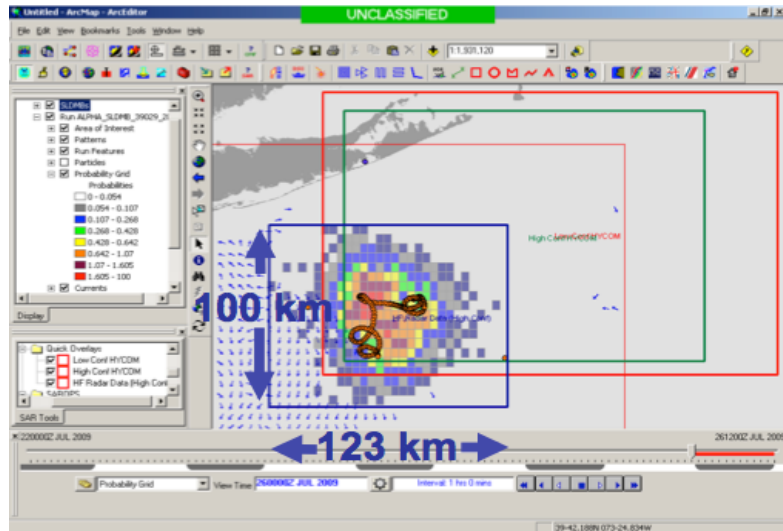 Untitled - ArcMap - ArcEditor
UNCLASSIFIED
File Edit View Bookmarks Tools Window Help
1:1,931,120
SLDMBs
Run ALPHA_SLDMB_39029_2
Area of Interest
Patterns
Run Features
Particles
Probability Grid
Probabilities
0 - 0.054
0.054 - 0.107
0.107 - 0.268
0.268 - 0.428
0.428 - 0.642
0.642 - 1.07
1.07 - 1.605
1.605 - 100
Currents
Display
High Conf HYCOM
Low Conf HYCOM
100 km
HF Radar Data (High Conf)
Quick Overlays
Low Conf HYCOM
High Conf HYCOM
HF Radar Data (High Conf
SAROPS
SAR Tools
220000Z JUL 2009
123 km
261200Z JUL 2009
Probability Grid
View Time 260000Z JUL 2009
Interval: 1 hrs 0 mins
39-42.188N 073-24.834W